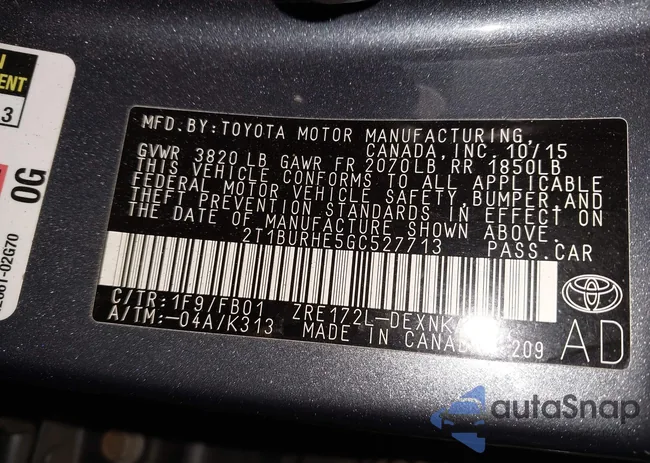 ENT
3
0G
02G70
MFD. BY: TOYOTA MOTOR MANUFACTURING,
CANADA, INC. 10/15
GVWR 3820 LB GAWR FR 2070LB RR 1850LB
THIS VEHICLE CONFORMS TO ALL APPLICABLE
FEDERAL MOTOR VEHICLE SAFETY, BUMPER, AND
THEFT PREVENTION STANDARDS IN EFFECT ON
THE DATE OF MANUFACTURE SHOWN ABOVE.
2T1BURHE5GC527713 PASS. CAR
C/TR: 1F9/FB01 ZRE172L-DEXNK
A/TM: -04A/K313 MADE IN CANADA 209
AD
autoSnap